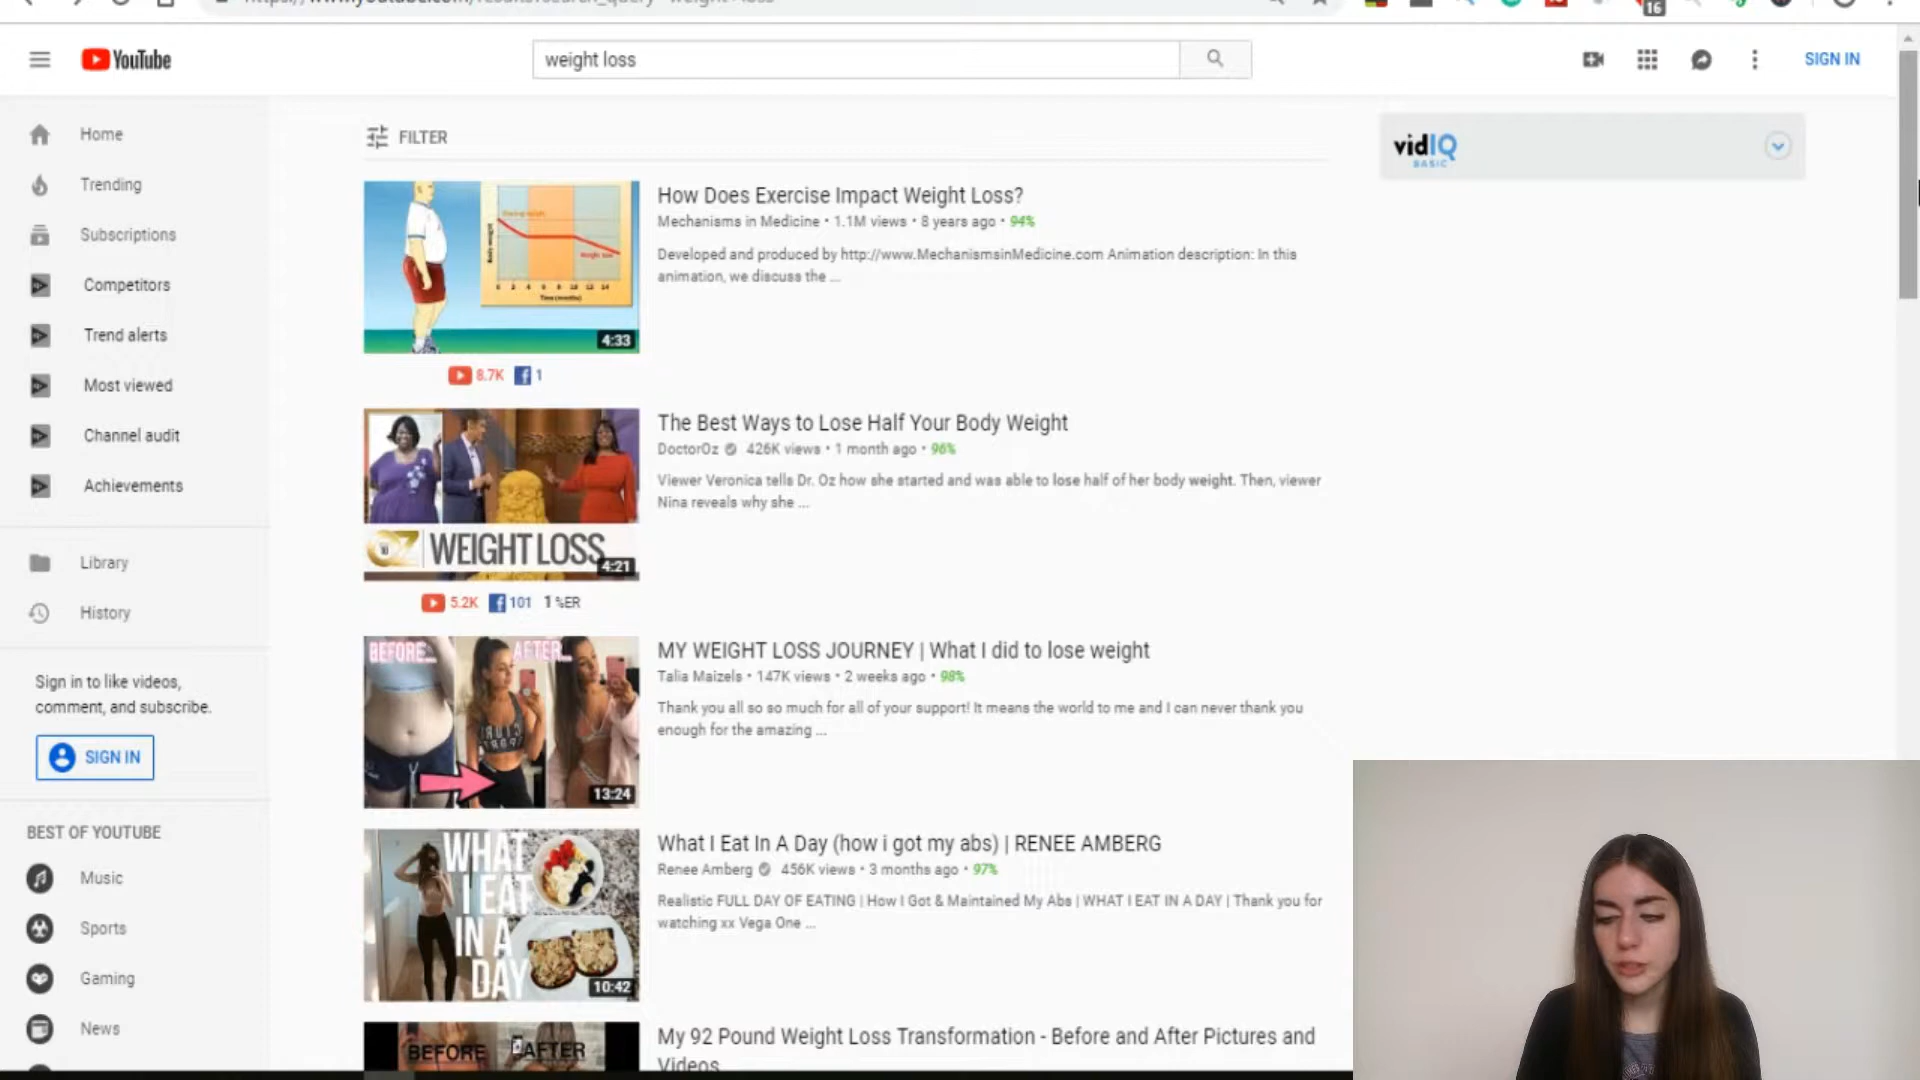 16
YouTube
weight loss
SIGN IN
Home
Trending
Subscriptions
Competitors
Trend alerts
Most viewed
Channel audit
Achievements
Library
History
Sign in to like videos,
comment, and subscribe.
SIGN IN
BEST OF YOUTUBE
Music
Sports
Gaming
News
FILTER
vidIQ
BASIC
How Does Exercise Impact Weight Loss?
Mechanisms in Medicine • 1.1M views • 8 years ago • 94%
Developed and produced by http://www.MechanismsinMedicine.com Animation description: In this
animation, we discuss the ...
Time (months)
4:33
8.7K 1
The Best Ways to Lose Half Your Body Weight
DoctorOz 426K views • 1 month ago • 96%
Viewer Veronica tells Dr. Oz how she started and was able to lose half of her body weight. Then, viewer
Nina reveals why she ...
OZ WEIGHT LOSS
4:21
5.2K 101 1 %ER
MY WEIGHT LOSS JOURNEY | What I did to lose weight
Talia Maizels • 147K views • 2 weeks ago • 98%
Thank you all so so much for all of your support! It means the world to me and I can never thank you
enough for the amazing ...
BEFORE... AFTER...
13:24
What I Eat In A Day (how i got my abs) | RENEE AMBERG
Renee Amberg 456K views • 3 months ago • 97%
Realistic FULL DAY OF EATING | How I Got & Maintained My Abs | WHAT I EAT IN A DAY | Thank you for
watching xx Vega One ...
WHAT
I EAT
IN A
DAY
10:42
My 92 Pound Weight Loss Transformation - Before and After Pictures and
Videos
BEFORE AFTER